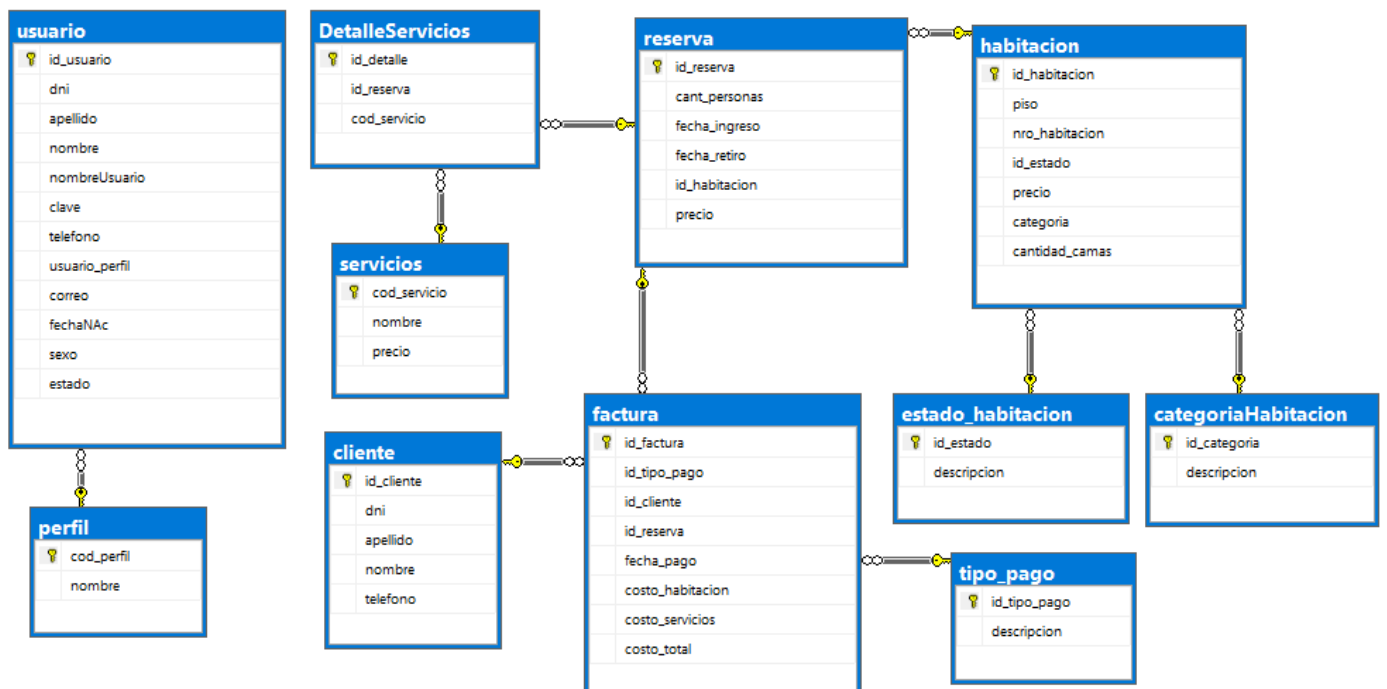 usuario
id_usuario
dni
apellido
nombre
nombreUsuario
clave
telefono
usuario_perfil
correo
fechaNAc
sexo
estado
DetalleServicios
id_detalle
id_reserva
cod_servicio
reserva
id_reserva
cant_personas
fecha_ingreso
fecha_retiro
id_habitacion
precio
habitacion
id_habitacion
piso
nro_habitacion
id_estado
precio
categoria
cantidad_camas
servicios
cod_servicio
nombre
precio
perfil
cod_perfil
nombre
cliente
id_cliente
dni
apellido
nombre
telefono
factura
id_factura
id_tipo_pago
id_cliente
id_reserva
fecha_pago
costo_habitacion
costo_servicios
costo_total
estado_habitacion
id_estado
descripcion
categoriaHabitacion
id_categoria
descripcion
tipo_pago
id_tipo_pago
descripcion